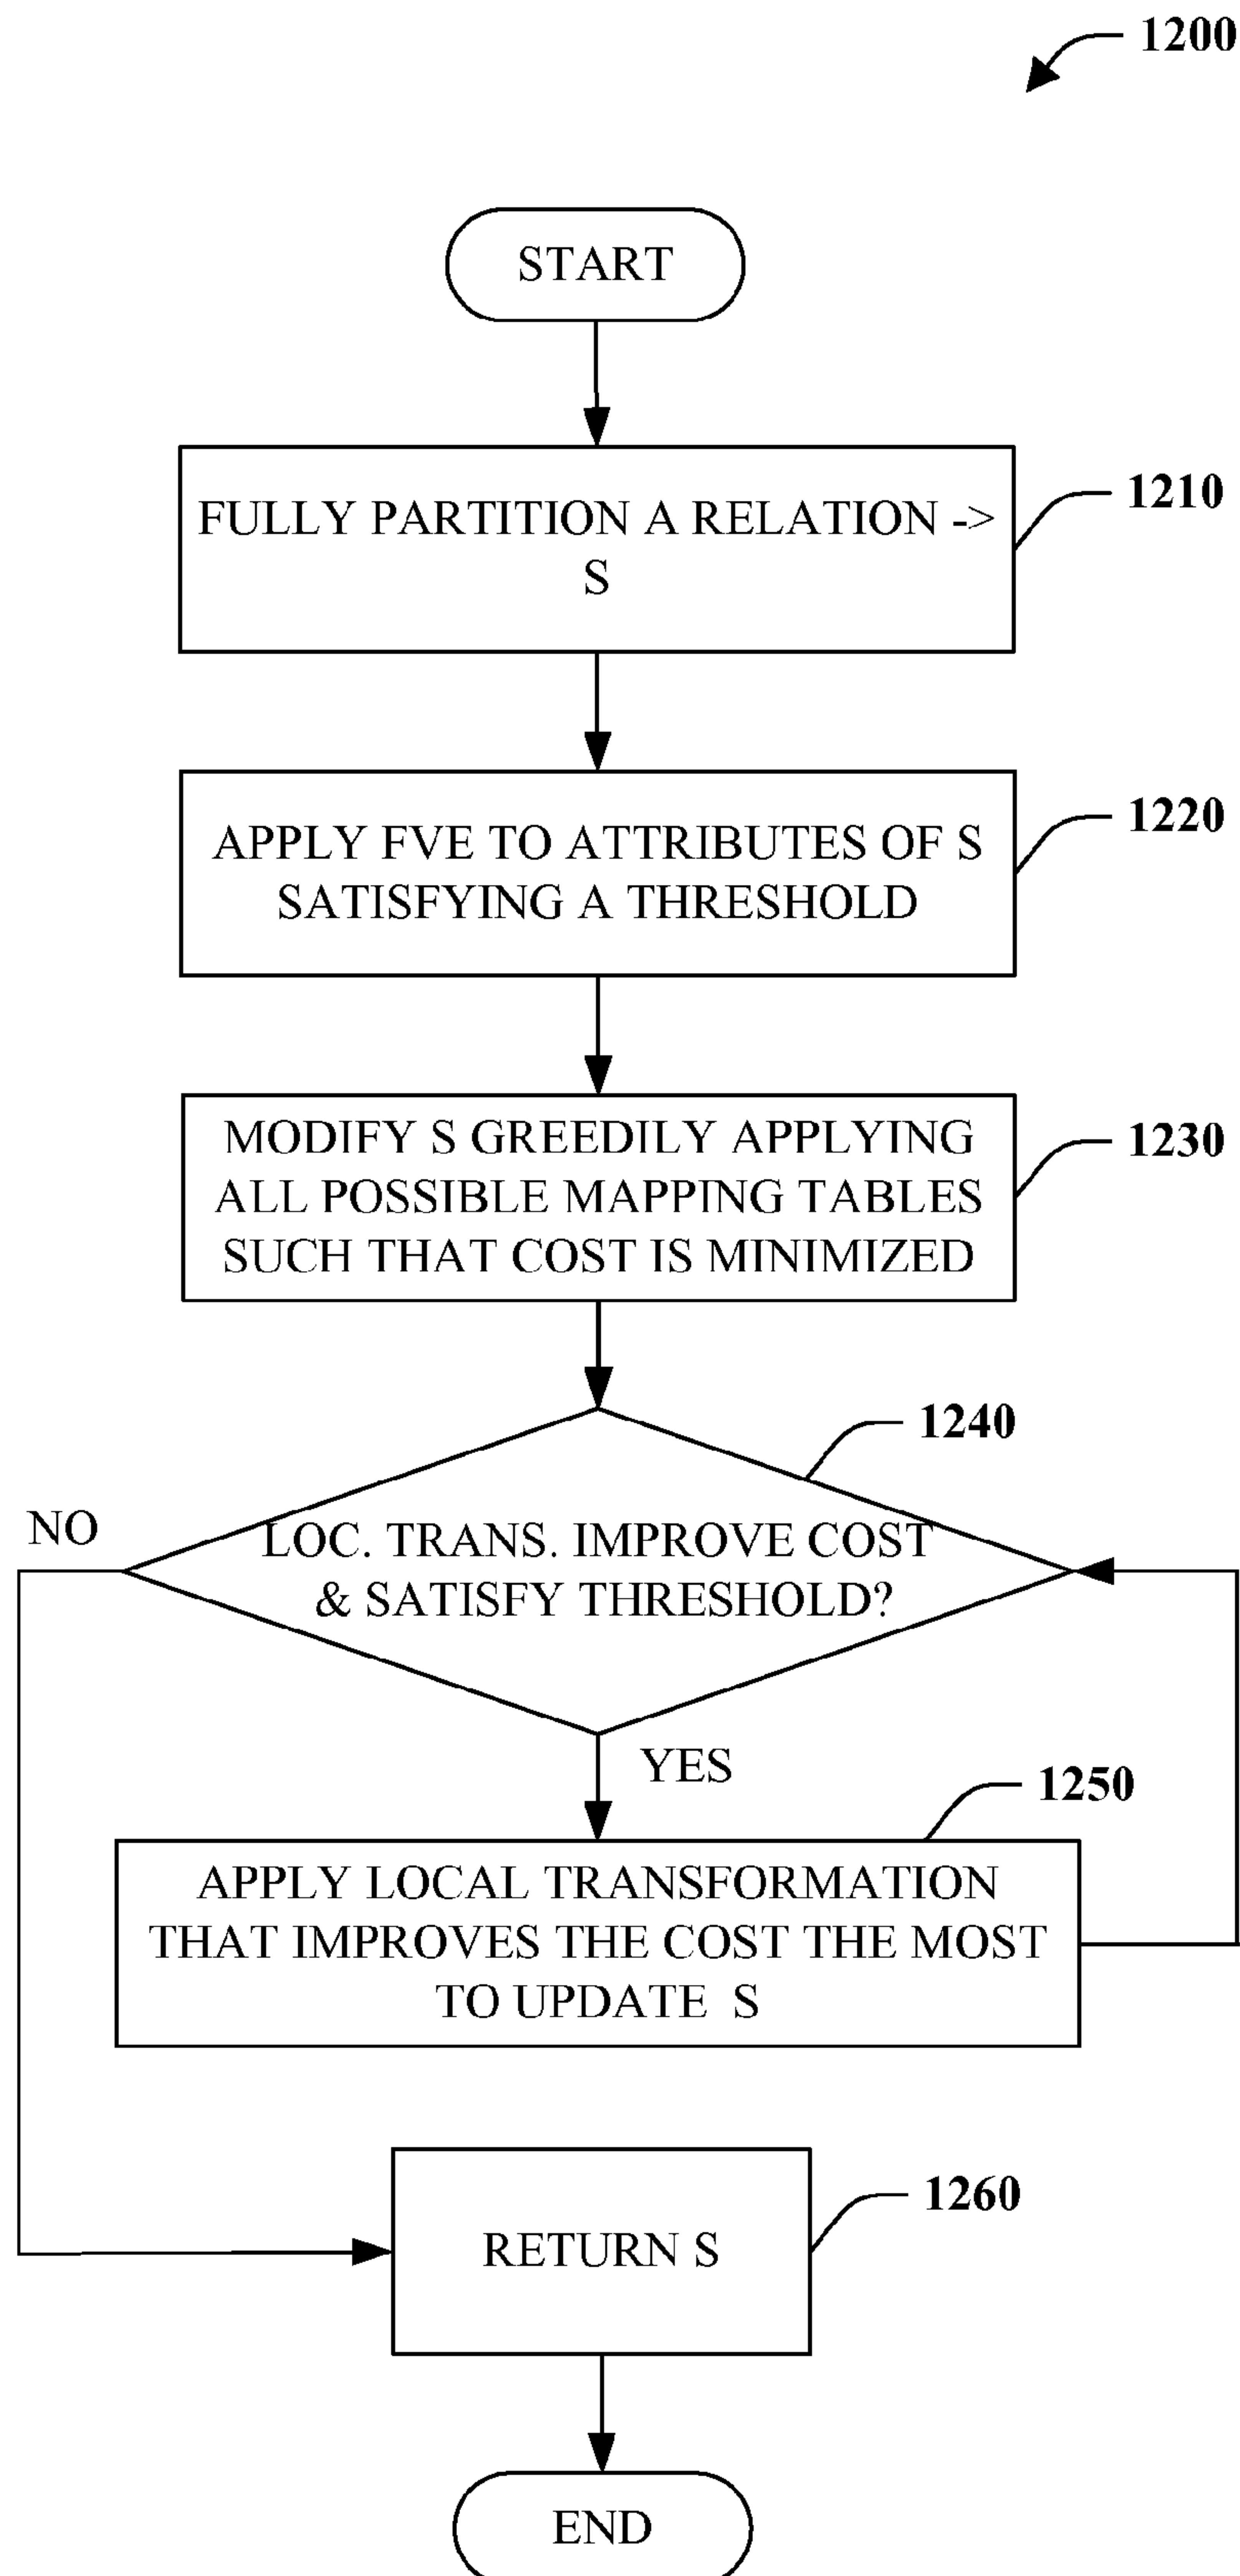 1200
START
FULLY PARTITION A RELATION ->
S
1210
APPLY FVE TO ATTRIBUTES OF S
SATISFYING A THRESHOLD
1220
MODIFY S GREEDILY APPLYING
ALL POSSIBLE MAPPING TABLES
SUCH THAT COST IS MINIMIZED
1230
1240
NO
LOC. TRANS. IMPROVE COST
& SATISFY THRESHOLD?
YES
1250
APPLY LOCAL TRANSFORMATION
THAT IMPROVES THE COST THE MOST
TO UPDATE S
1260
RETURN S
END